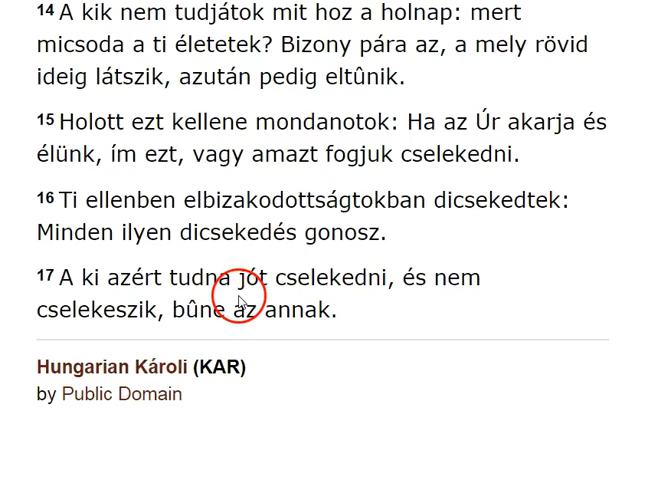 14 A kik nem tudjátok mit hoz a holnap: mert
micsoda a ti életetek? Bizony pára az, a mely rövid
ideig látszik, azután pedig eltûnik.
15 Holott ezt kellene mondanotok: Ha az Úr akarja és
élünk, ím ezt, vagy amazt fogjuk cselekedni.
16 Ti ellenben elbizakodottságtokban dicsekedtek:
Minden ilyen dicsekedés gonosz.
17 A ki azért tudna jót cselekedni, és nem
cselekeszik, bûne az annak.
Hungarian Károli (KAR)
by Public Domain